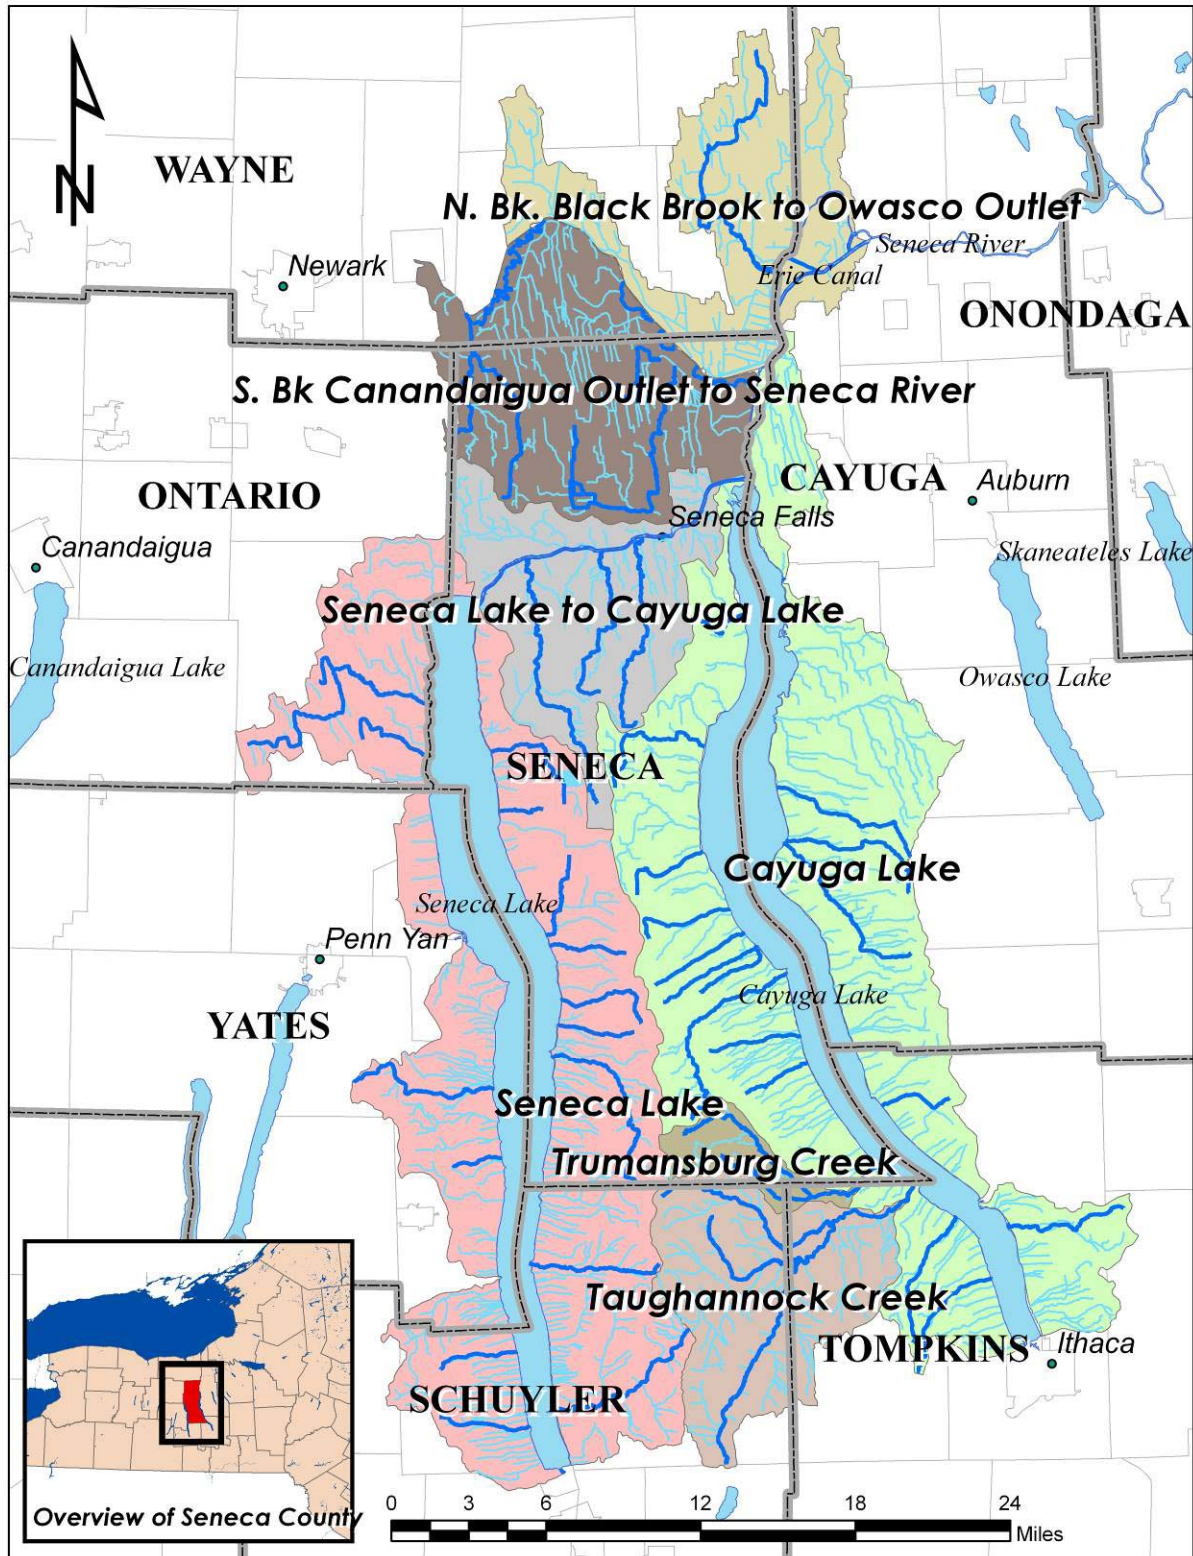 N
WAYNE
N. Bk. Black Brook to Owasco Outlet
Seneca River
Newark
Erie Canal
ONONDAGA
S. Bk Canandaigua Outlet to Seneca River
CAYUGA
Auburn
ONTARIO
Seneca Falls
Canandaigua
Skaneateles Lake
Seneca Lake to Cayuga Lake
Canandaigua Lake
Owasco Lake
SENECA
Cayuga Lake
Seneca Lake
Penn Yan
Cayuga Lake
YATES
Seneca Lake
Trumansburg Creek
Taughannock Creek
TOMPKINS
Ithaca
SCHUYLER
Overview of Seneca County
0 3 6 12 18 24
Miles